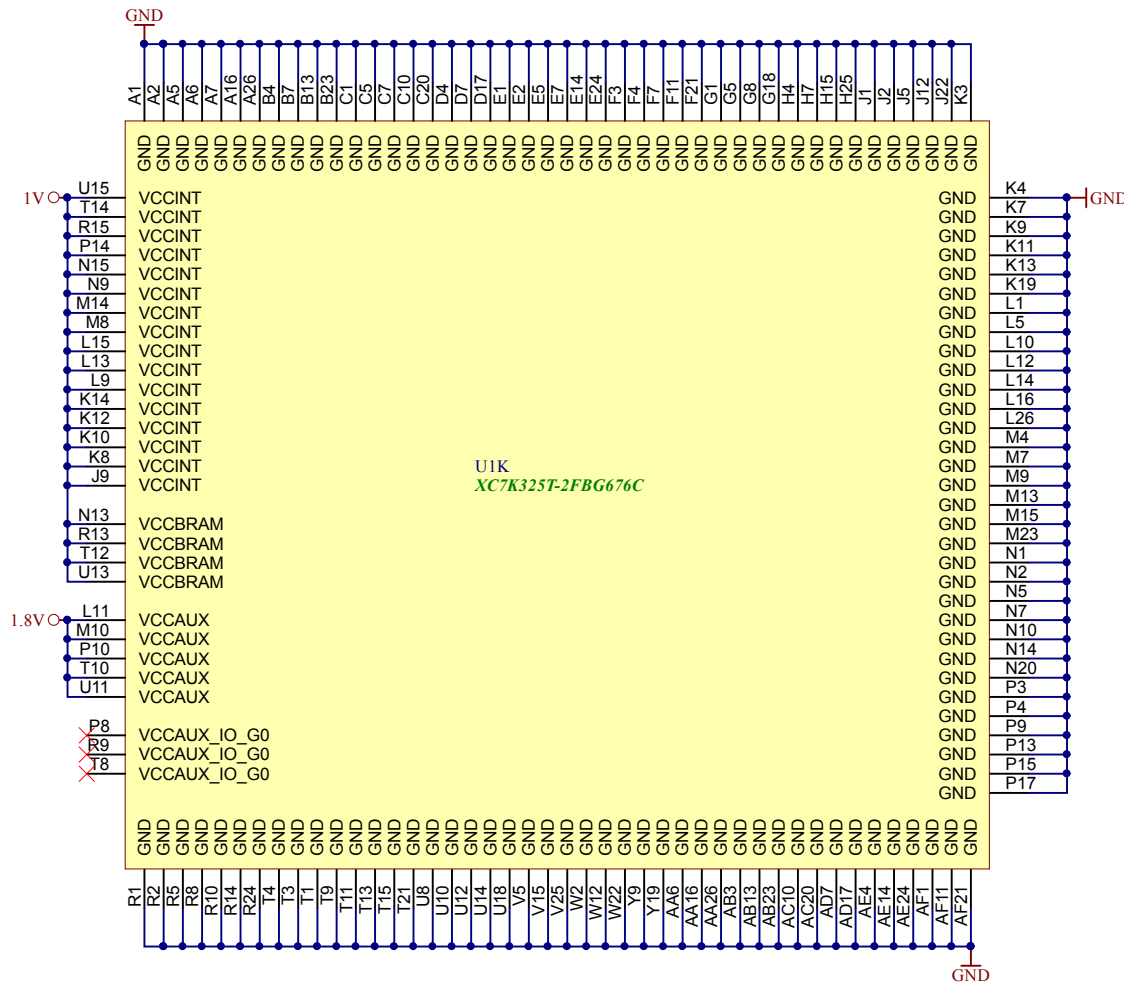 GND
A1 A2 A5 A6 A7 A16 A26 B4 B7 B13 B23 C1 C5 C7 C10 C20 D4 D7 D17 E1 E2 E5 E7 E14 E24 F3 F4 F7 F11 F21 G1 G5 G8 G18 H4 H7 H15 H25 J1 J2 J5 J12 J22 K3
GND GND GND GND GND GND GND GND GND GND GND GND GND GND GND GND GND GND GND GND GND GND GND GND GND GND GND GND GND GND GND GND GND GND GND GND GND GND GND GND GND GND GND GND
1V U15 VCCINT GND K4 GND
T14 VCCINT GND K7
R15 VCCINT GND K9
P14 VCCINT GND K11
N15 VCCINT GND K13
N9 VCCINT GND K19
M14 VCCINT GND L1
M8 VCCINT GND L5
L15 VCCINT GND L10
L13 VCCINT GND L12
L9 VCCINT GND L14
K14 VCCINT GND L16
K12 VCCINT GND L26
K10 VCCINT GND M4
K8 VCCINT GND M7
J9 VCCINT GND M9
U1K
XC7K325T-2FBG676C
GND M13
N13 VCCBRAM GND M15
R13 VCCBRAM GND M23
T12 VCCBRAM GND N1
U13 VCCBRAM GND N2
GND N5
1.8V L11 VCCAUX GND N7
M10 VCCAUX GND N10
P10 VCCAUX GND N14
T10 VCCAUX GND N20
U11 VCCAUX GND P3
GND P4
P8 VCCAUX_IO_G0 GND P9
R9 VCCAUX_IO_G0 GND P13
T8 VCCAUX_IO_G0 GND P15
GND P17
GND GND GND GND GND GND GND GND GND GND GND GND GND GND GND GND GND GND GND GND GND GND GND GND GND GND GND GND GND GND GND GND GND GND GND GND GND GND GND GND GND GND GND GND
R1 R2 R5 R8 R10 R14 R24 T4 T3 T1 T9 T11 T13 T15 T21 U8 U10 U12 U14 U18 V5 V15 V25 W2 W12 W22 Y9 Y19 AA6 AA16 AA26 AB3 AB13 AB23 AC10 AC20 AD7 AD17 AE4 AE14 AE24 AF1 AF11 AF21
GND